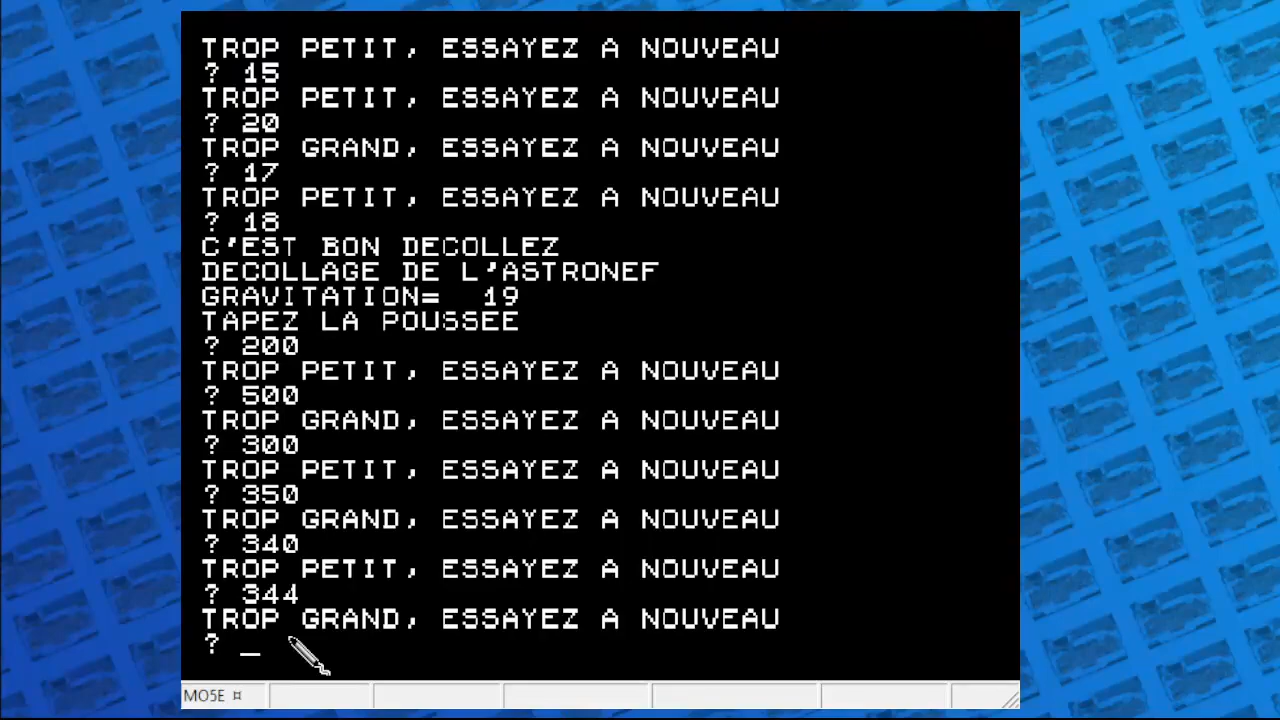 TROP PETIT, ESSAYEZ A NOUVEAU
? 15
TROP PETIT, ESSAYEZ A NOUVEAU
? 20
TROP GRAND, ESSAYEZ A NOUVEAU
? 17
TROP PETIT, ESSAYEZ A NOUVEAU
? 18
C'EST BON DECOLLEZ
DECOLLAGE DE L'ASTRONEF
GRAVITATION=  19
TAPEZ LA POUSSEE
? 200
TROP PETIT, ESSAYEZ A NOUVEAU
? 500
TROP GRAND, ESSAYEZ A NOUVEAU
? 300
TROP PETIT, ESSAYEZ A NOUVEAU
? 350
TROP GRAND, ESSAYEZ A NOUVEAU
? 340
TROP PETIT, ESSAYEZ A NOUVEAU
? 344
TROP GRAND, ESSAYEZ A NOUVEAU
? _
MO5E ¤